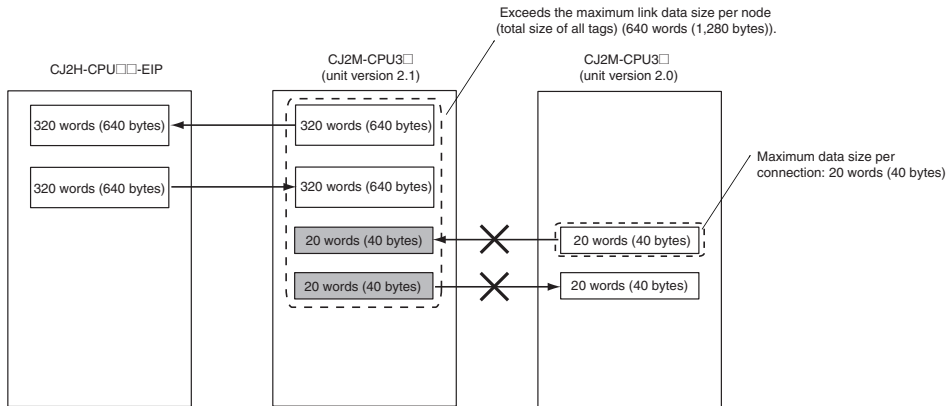 Exceeds the maximum link data size per node
(total size of all tags) (640 words (1,280 bytes)).
CJ2H-CPU□□-EIP
CJ2M-CPU3□
(unit version 2.1)
CJ2M-CPU3□
(unit version 2.0)
320 words (640 bytes)
320 words (640 bytes)
320 words (640 bytes)
320 words (640 bytes)
Maximum data size per
connection: 20 words (40 bytes)
20 words (40 bytes)
20 words (40 bytes)
20 words (40 bytes)
20 words (40 bytes)